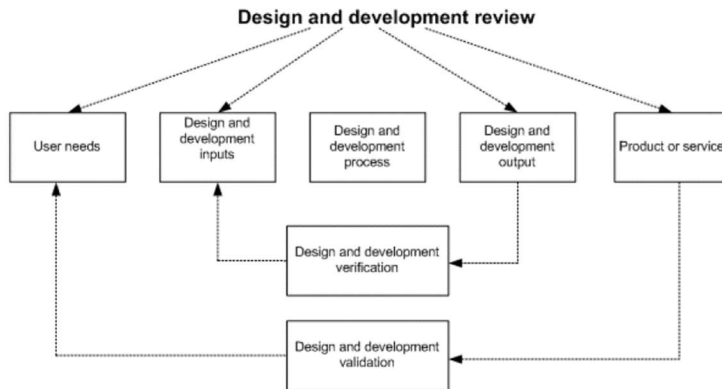 Design and development review
User needs
Design and
development
inputs
Design and
development
process
Design and
development
output
Product or service
Design and development
verification
Design and development
validation